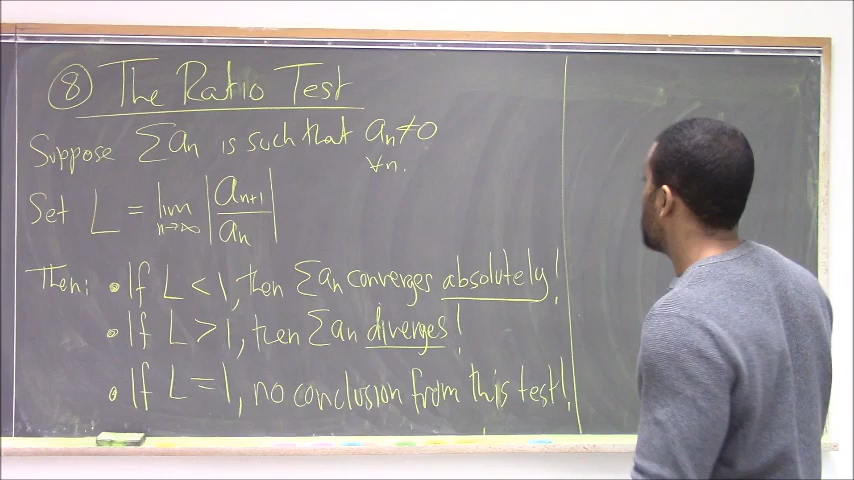 ⑧ The Ratio Test
Suppose Σ aₙ is such that aₙ ≠ 0
∀n.
Set L = lim n→∞ |aₙ₊₁ / aₙ|
Then: • If L < 1, then Σ aₙ converges absolutely!
• If L > 1, then Σ aₙ diverges!
• If L = 1, no conclusion from this test!